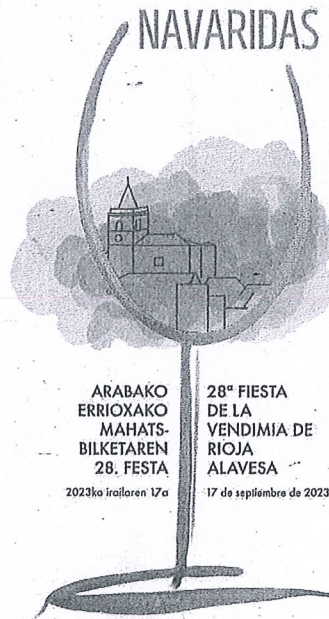 NAVARIDAS
ARABAKO
ERRIOXAKO
MAHATS-
BILKETAREN
28. FESTA
2023ko irailaren 17a
28ª FIESTA
DE LA
VENDIMIA DE
RIOJA
ALAVESA
17 de septiembre de 2023